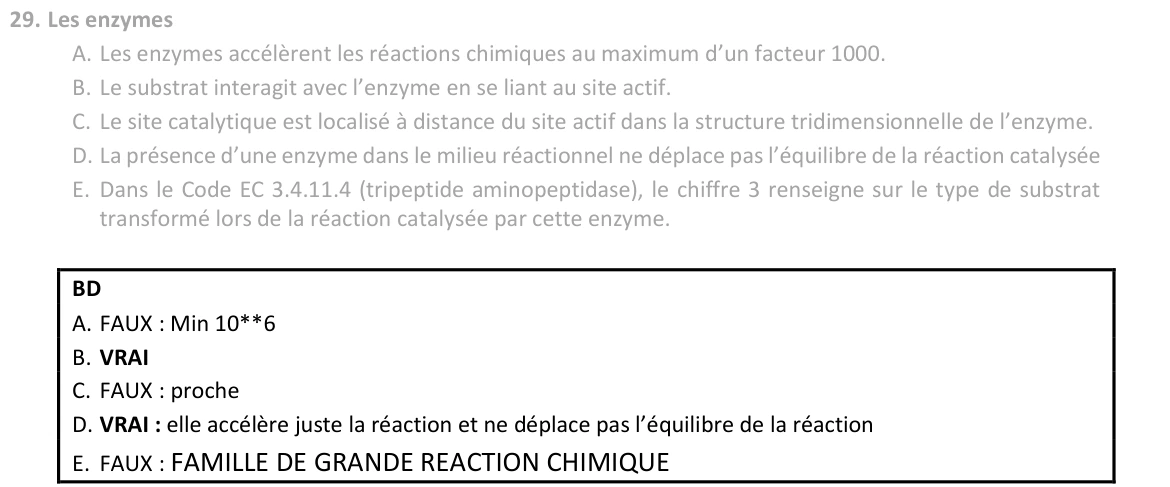 29. Les enzymes
A. Les enzymes accélèrent les réactions chimiques au maximum d’un facteur 1000.
B. Le substrat interagit avec l’enzyme en se liant au site actif.
C. Le site catalytique est localisé à distance du site actif dans la structure tridimensionnelle de l’enzyme.
D. La présence d’une enzyme dans le milieu réactionnel ne déplace pas l’équilibre de la réaction catalysée
E. Dans le Code EC 3.4.11.4 (tripeptide aminopeptidase), le chiffre 3 renseigne sur le type de substrat
transformé lors de la réaction catalysée par cette enzyme.
BD
A. FAUX : Min 10**6
B. VRAI
C. FAUX : proche
D. VRAI : elle accélère juste la réaction et ne déplace pas l’équilibre de la réaction
E. FAUX : FAMILLE DE GRANDE REACTION CHIMIQUE